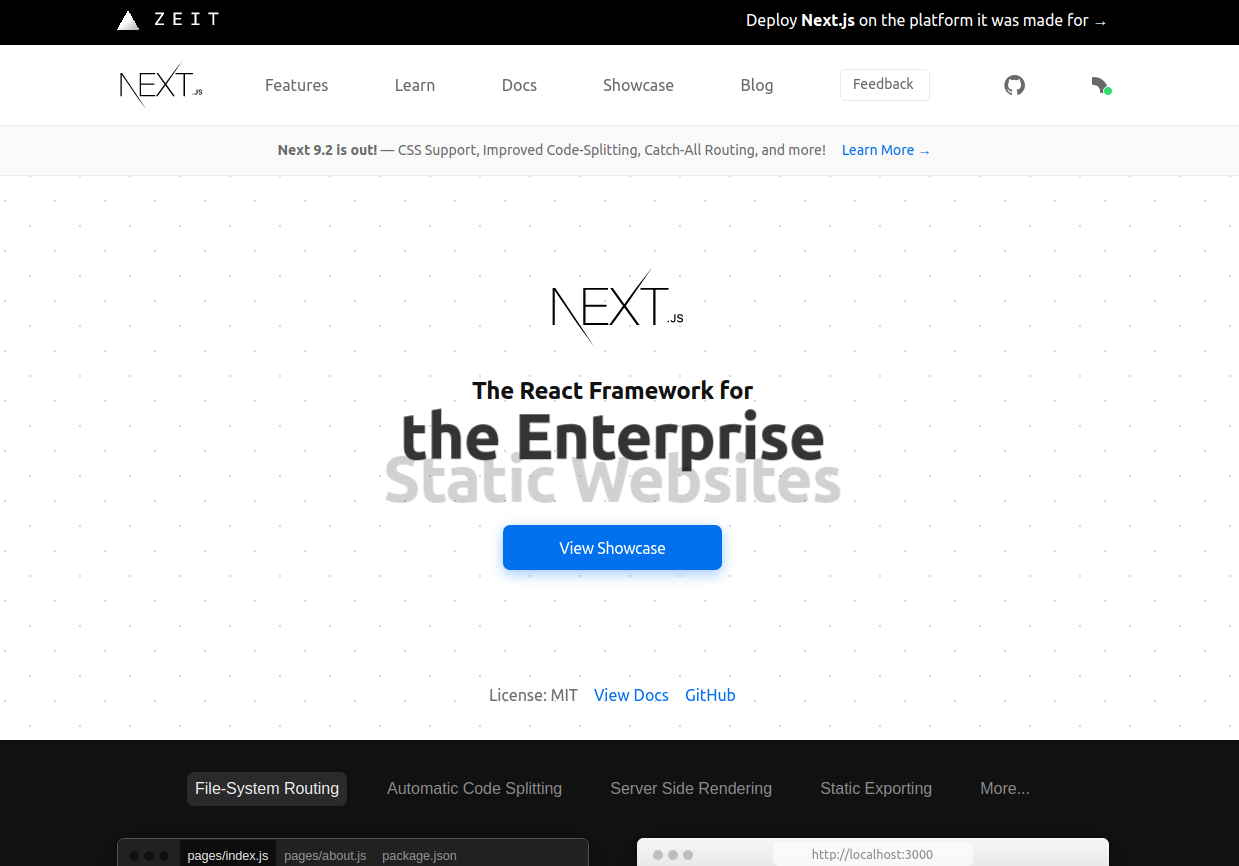 ZEIT
Deploy Next.js on the platform it was made for →
NEXT.JS
Features Learn Docs Showcase Blog Feedback
Next 9.2 is out! — CSS Support, Improved Code-Splitting, Catch-All Routing, and more! Learn More →
NEXT.JS
The React Framework for
the Enterprise
Static Websites
View Showcase
License: MIT View Docs GitHub
File-System Routing Automatic Code Splitting Server Side Rendering Static Exporting More...
pages/index.js pages/about.js package.json
http://localhost:3000